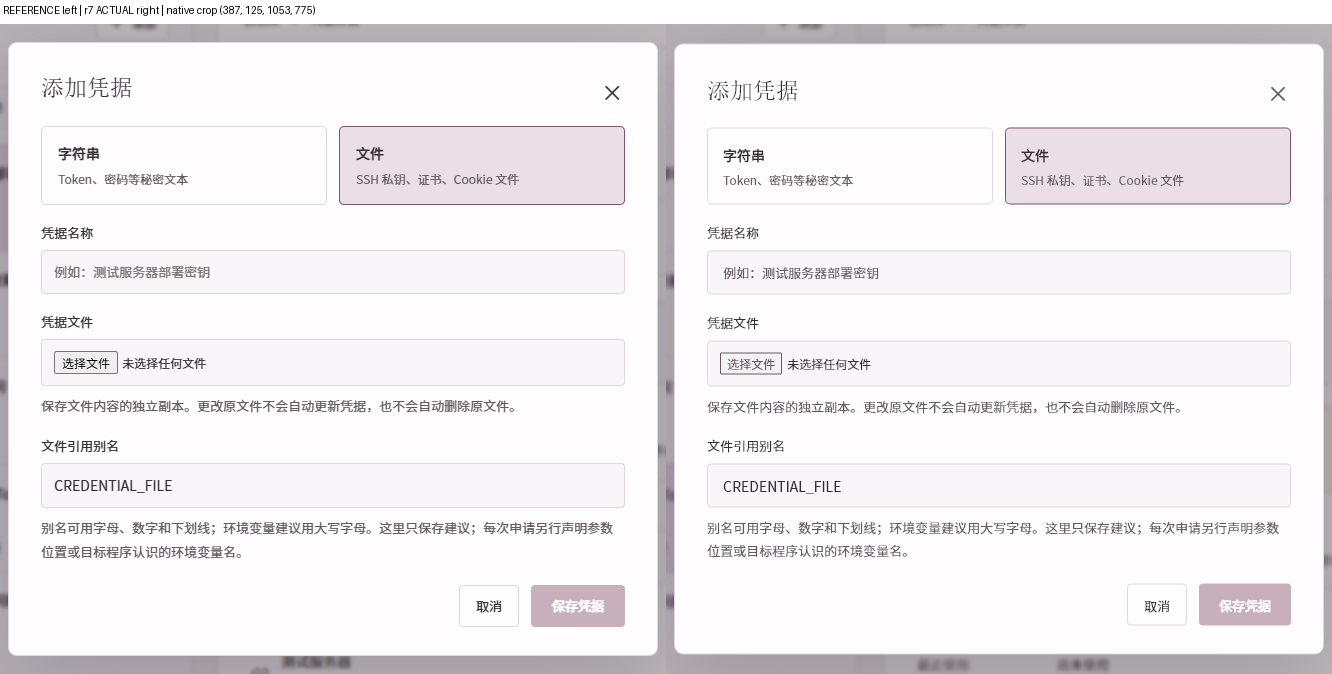 REFERENCE left | r7 ACTUAL right | native crop (387, 125, 1053, 775)
添加凭据
字符串
Token、密码等秘密文本
文件
SSH 私钥、证书、Cookie 文件
凭据名称
例如：测试服务器部署密钥
凭据文件
选择文件 未选择任何文件
保存文件内容的独立副本。更改原文件不会自动更新凭据，也不会自动删除原文件。
文件引用别名
CREDENTIAL_FILE
别名可用字母、数字和下划线；环境变量建议用大写字母。这里只保存建议；每次申请另行声明参数
位置或目标程序认识的环境变量名。
取消
保存凭据
测试服务器
添加凭据
字符串
Token、密码等秘密文本
文件
SSH 私钥、证书、Cookie 文件
凭据名称
例如：测试服务器部署密钥
凭据文件
选择文件 未选择任何文件
保存文件内容的独立副本。更改原文件不会自动更新凭据，也不会自动删除原文件。
文件引用别名
CREDENTIAL_FILE
别名可用字母、数字和下划线；环境变量建议用大写字母。这里只保存建议；每次申请另行声明参数
位置或目标程序认识的环境变量名。
取消
保存凭据
最近使用
尚未使用